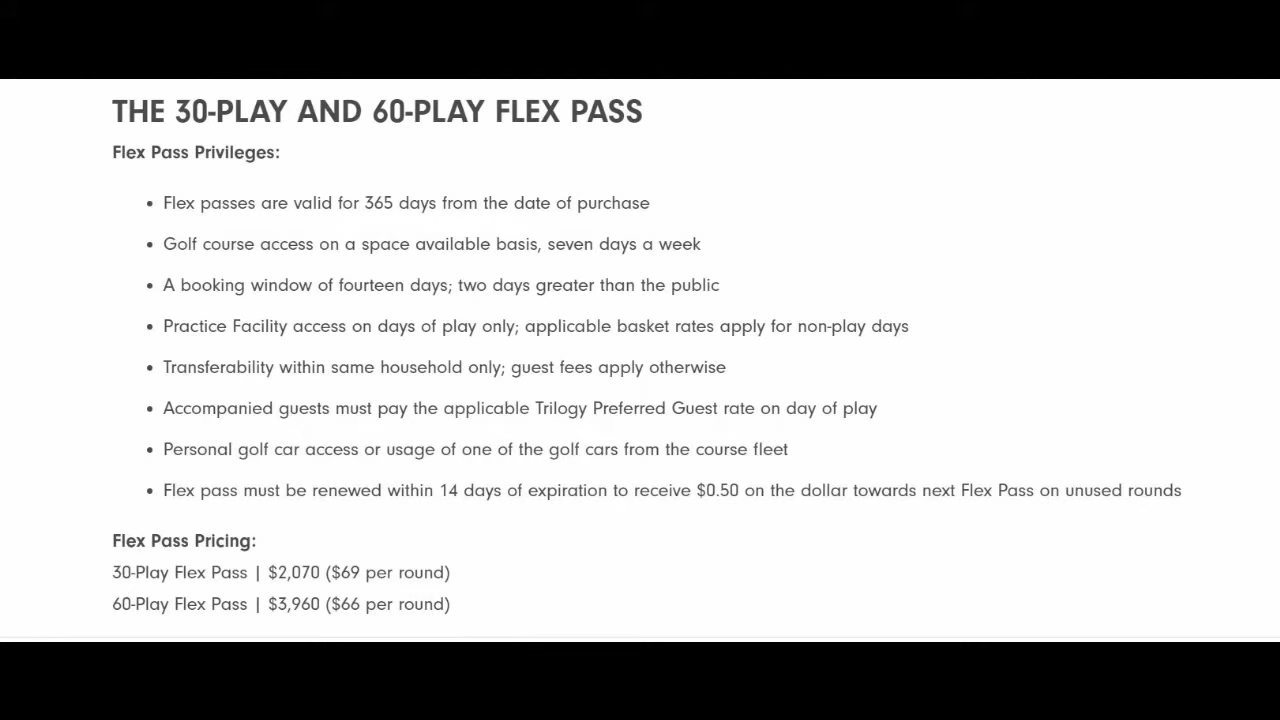 THE 30-PLAY AND 60-PLAY FLEX PASS
Flex Pass Privileges:
• Flex passes are valid for 365 days from the date of purchase
• Golf course access on a space available basis, seven days a week
• A booking window of fourteen days; two days greater than the public
• Practice Facility access on days of play only; applicable basket rates apply for non-play days
• Transferability within same household only; guest fees apply otherwise
• Accompanied guests must pay the applicable Trilogy Preferred Guest rate on day of play
• Personal golf car access or usage of one of the golf cars from the course fleet
• Flex pass must be renewed within 14 days of expiration to receive $0.50 on the dollar towards next Flex Pass on unused rounds
Flex Pass Pricing:
30-Play Flex Pass | $2,070 ($69 per round)
60-Play Flex Pass | $3,960 ($66 per round)